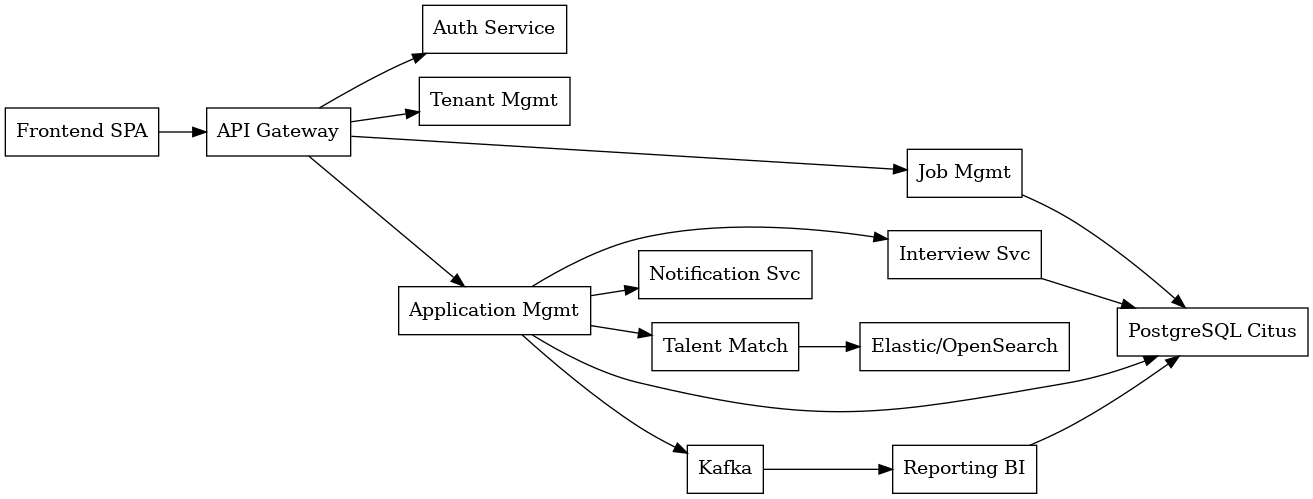 Auth Service
Tenant Mgmt
Frontend SPA
API Gateway
Job Mgmt
Interview Svc
Notification Svc
Application Mgmt
PostgreSQL Citus
Talent Match
Elastic/OpenSearch
Kafka
Reporting BI